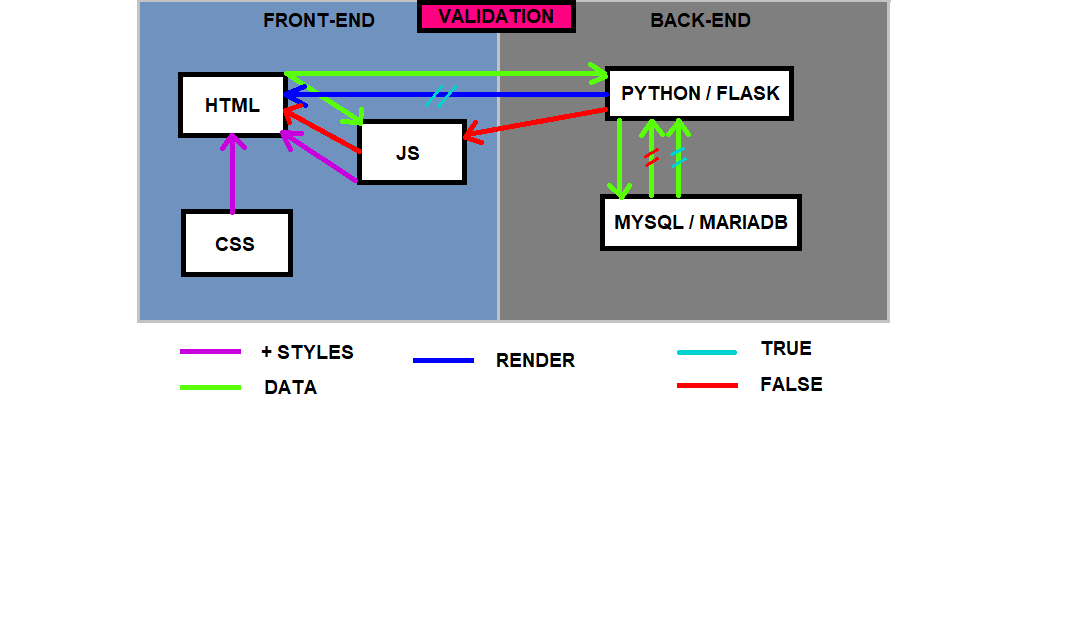 FRONT-END
VALIDATION
BACK-END
HTML
PYTHON / FLASK
JS
MYSQL / MARIADB
CSS
+ STYLES
RENDER
TRUE
DATA
FALSE